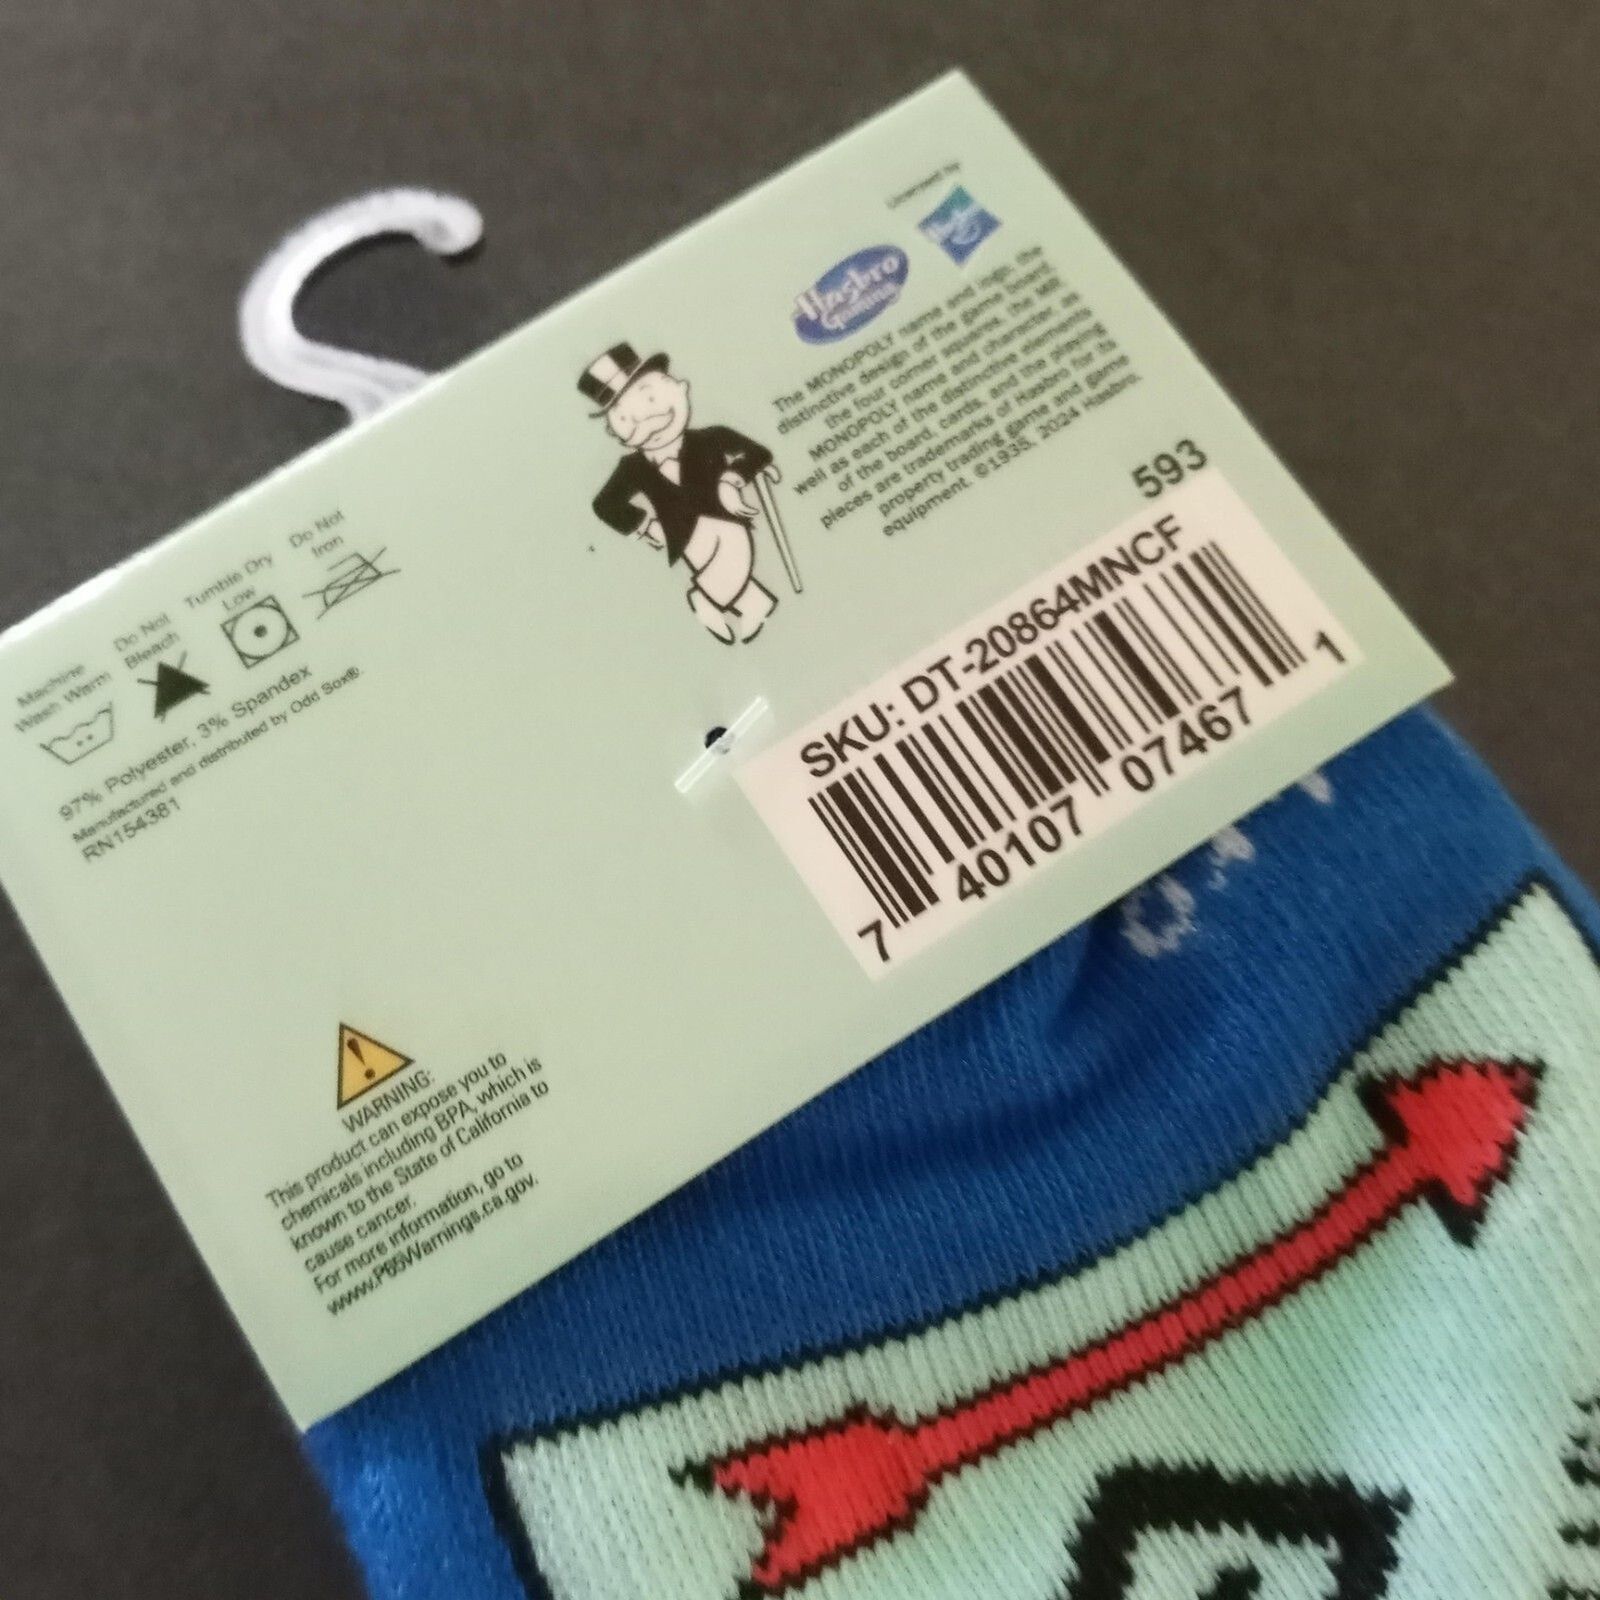 Licensed by
Hasbro
Gaming
The MONOPOLY name and logo, the
distinctive design of the game board,
the four corner squares, the MR.
MONOPOLY name and character, as
well as each of the distinctive elements
of the board, cards, and the playing
pieces are trademarks of Hasbro for its
property trading game and game
equipment. ©1935, 2024 Hasbro.
593
SKU: DT-20864MNCF
7 40107 07467 1
Machine
Wash Warm
Do Not
Bleach
Tumble Dry
Low
Do Not
Iron
97% Polyester, 3% Spandex
Manufactured and distributed by Odd Sox®.
RN154381
WARNING:
This product can expose you to
chemicals including BPA, which is
known to the State of California to
cause cancer.
For more information, go to
www.P65Warnings.ca.gov.